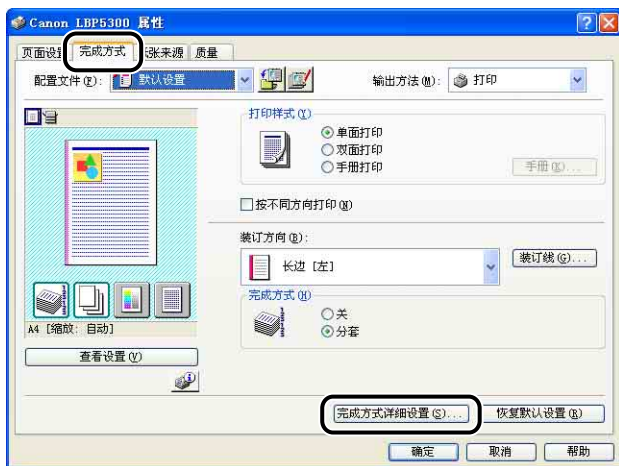 Canon LBP5300 属性
页面设 完成方式 张来源 质量
配置文件(F): 默认设置 输出方法(M): 打印
打印样式(Y)
单面打印
双面打印
手册打印 手册(K)...
按不同方向打印(N)
装订方向(B):
长边 [左] 装订线(G)...
完成方式(H)
关
分套
A4 [缩放: 自动]
查看设置(V)
完成方式详细设置(S)... 恢复默认设置(R)
确定 取消 帮助